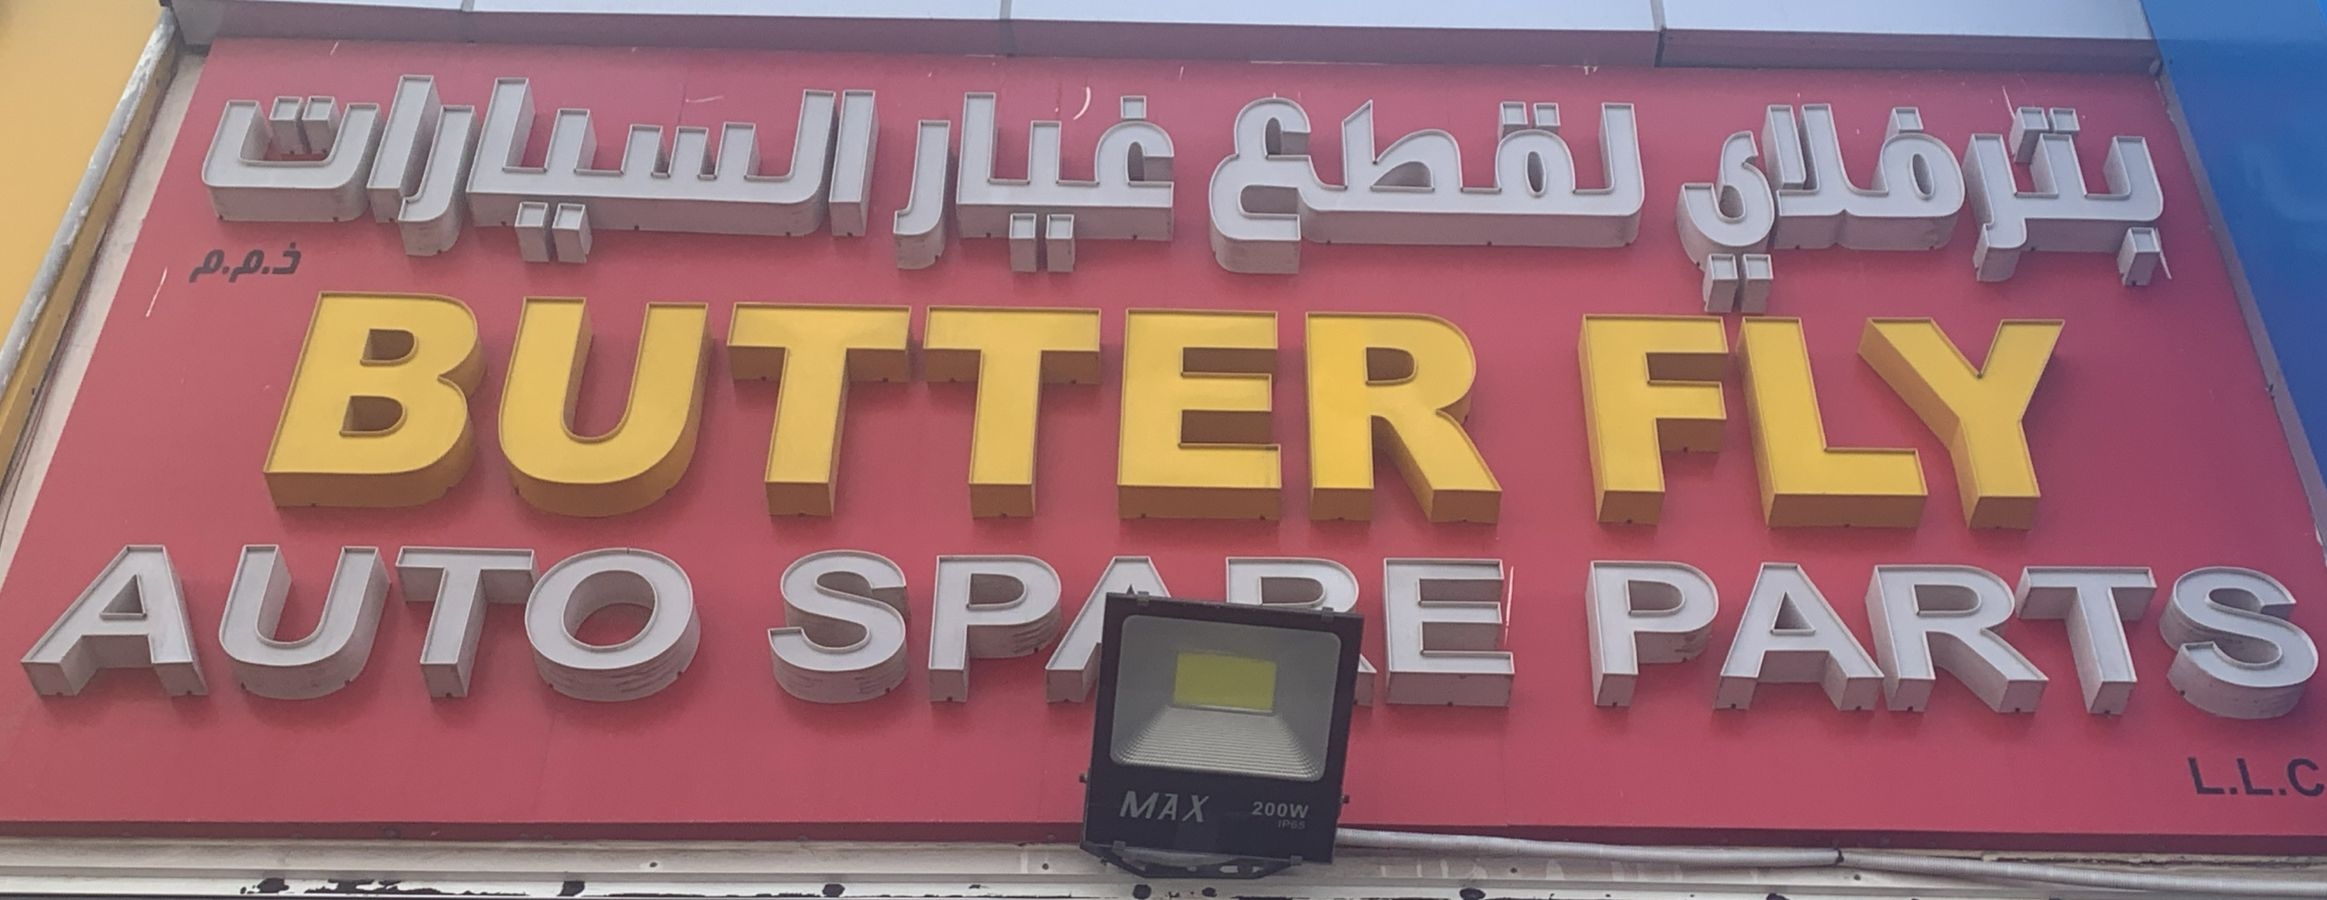 بترفلاي لقطع غيار السيارات
ذ.م.م
BUTTER FLY
AUTO SPARE PARTS
L.L.C
MAX 200W
IP65